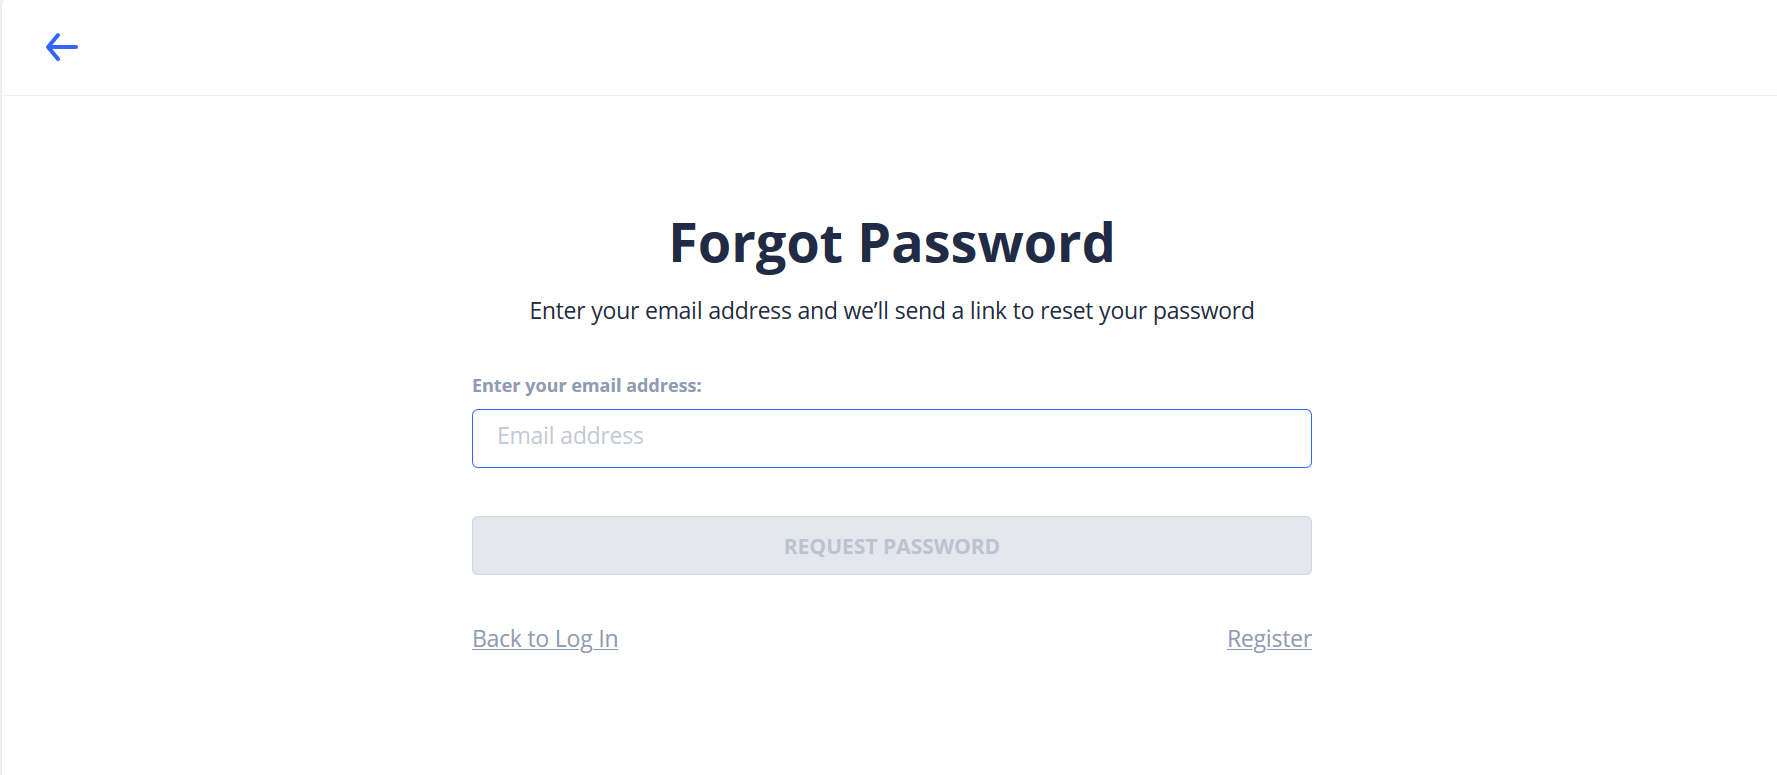 Forgot Password
Enter your email address and we’ll send a link to reset your password
Enter your email address:
Email address
REQUEST PASSWORD
Back to Log In
Register